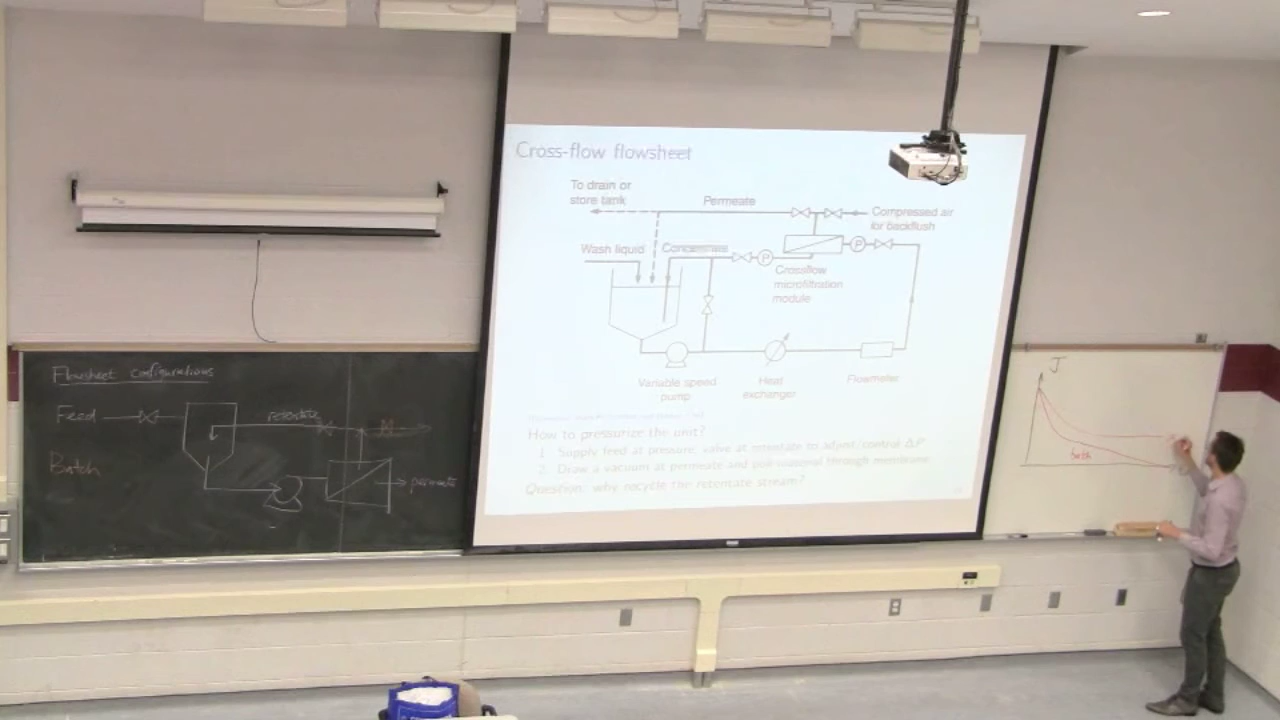 Flowsheet configurations
Feed
retentate
Batch
permeate
Cross-flow flowsheet
To drain or
store tank
Permeate
Compressed air
for backflush
Wash liquid
Concentrate
P
P
Crossflow
microfiltration
module
Variable speed
pump
Heat
exchanger
Flowmeter
How to pressurize the unit?
1. Supply feed at pressure; valve at retentate to adjust/control ΔP
2. Draw a vacuum at permeate and pull material through membrane
Question: why recycle the retentate stream?
J
batch